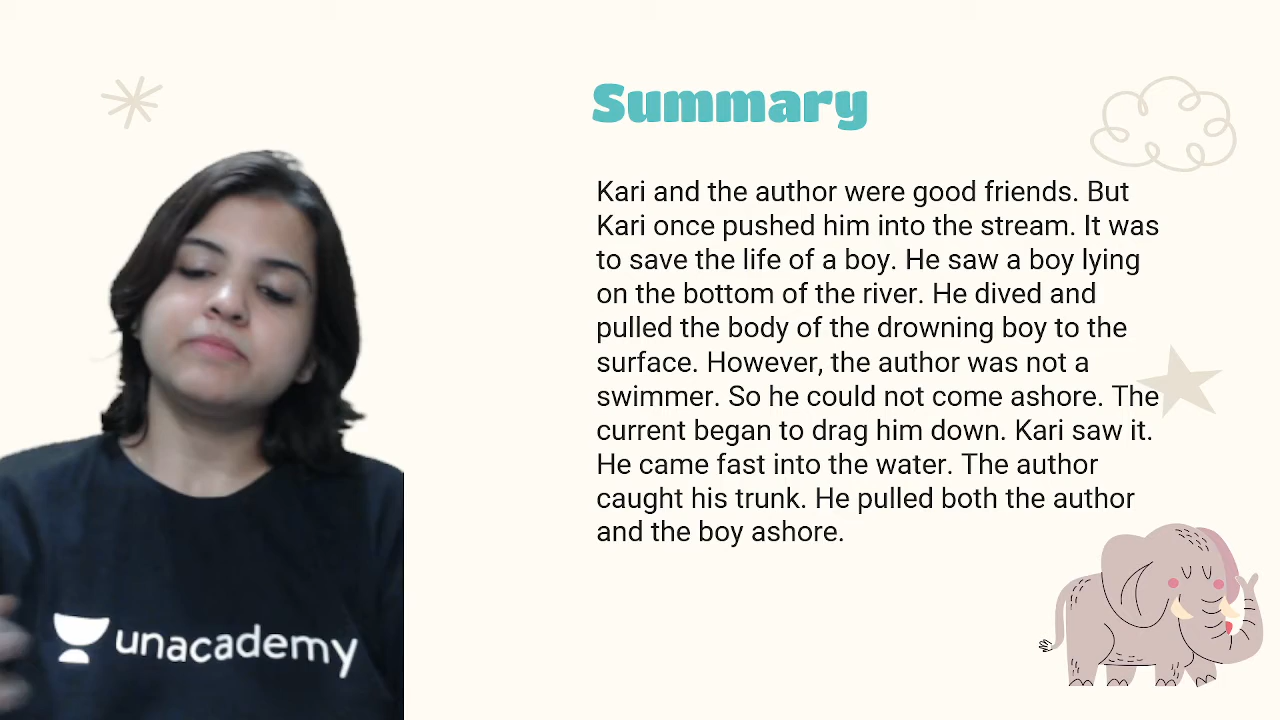 Summary
Kari and the author were good friends. But
Kari once pushed him into the stream. It was
to save the life of a boy. He saw a boy lying
on the bottom of the river. He dived and
pulled the body of the drowning boy to the
surface. However, the author was not a
swimmer. So he could not come ashore. The
current began to drag him down. Kari saw it.
He came fast into the water. The author
caught his trunk. He pulled both the author
and the boy ashore.
unacademy